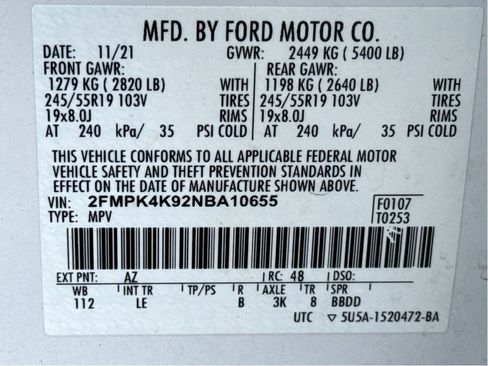 MFD. BY FORD MOTOR CO.
DATE: 11/21 GVWR: 2449 KG ( 5400 LB)
FRONT GAWR: REAR GAWR:
1279 KG ( 2820 LB) WITH 1198 KG ( 2640 LB) WITH
245/55R19 103V TIRES 245/55R19 103V TIRES
19x8.0J RIMS 19x8.0J RIMS
AT 240 kPa/ 35 PSI COLD AT 240 kPa/ 35 PSI COLD
THIS VEHICLE CONFORMS TO ALL APPLICABLE FEDERAL MOTOR
VEHICLE SAFETY AND THEFT PREVENTION STANDARDS IN
EFFECT ON THE DATE OF MANUFACTURE SHOWN ABOVE.
VIN: 2FMPK4K92NBA10655 F0107
TYPE: MPV T0253
EXT PNT: AZ RC: 48 DSO:
WB INT TR TP/PS R AXLE TR SPR
112 LE B 3K 8 BBDD
UTC ▽ 5U5A-1520472-BA